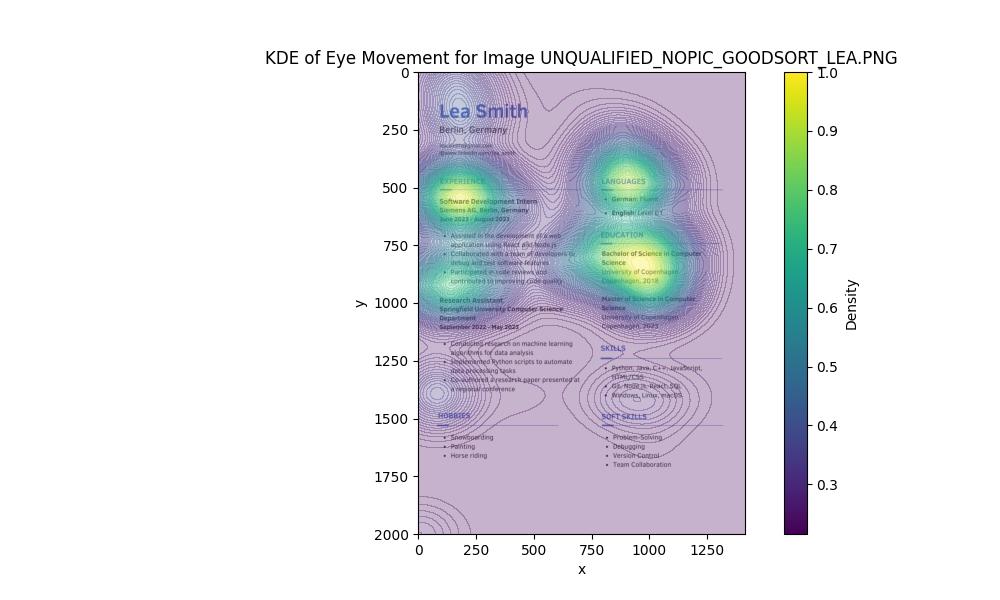 KDE of Eye Movement for Image UNQUALIFIED_NOPIC_GOODSORT_LEA.PNG
0
250
500
750
1000
1250
1500
1750
2000
y
0
250
500
750
1000
1250
x
Lea Smith
Berlin, Germany
EXPERIENCE
Software Development Intern
Siemens AG, Berlin, Germany
June 2023 - August 2023
• Assisted in the development of a web
application using React and Node.js
• Collaborated with a team of developers to
debug and test software features
• Participated in code reviews and
contributed to improving code quality
Research Assistant
Springfield University Computer Science
Department
September 2022 - May 2023
• Conducted research on machine learning
algorithms for data analysis
• Implemented Python scripts to automate
data processing tasks
• Co-authored a research paper presented at
a regional conference
HOBBIES
• Snowboarding
• Painting
• Horse riding
LANGUAGES
• German: Fluent
• English: Level C1
EDUCATION
Bachelor of Science in Computer
Science
University of Copenhagen
Copenhagen, 2018
Master of Science in Computer
Science
University of Copenhagen
Copenhagen, 2023
SKILLS
• Python, Java, C++, JavaScript,
HTML/CSS
• Git, Node.js, React, SQL
• Windows, Linux, macOS
SOFT SKILLS
• Problem-Solving
• Debugging
• Version Control
• Team Collaboration
1.0
0.9
0.8
0.7
0.6
0.5
0.4
0.3
Density